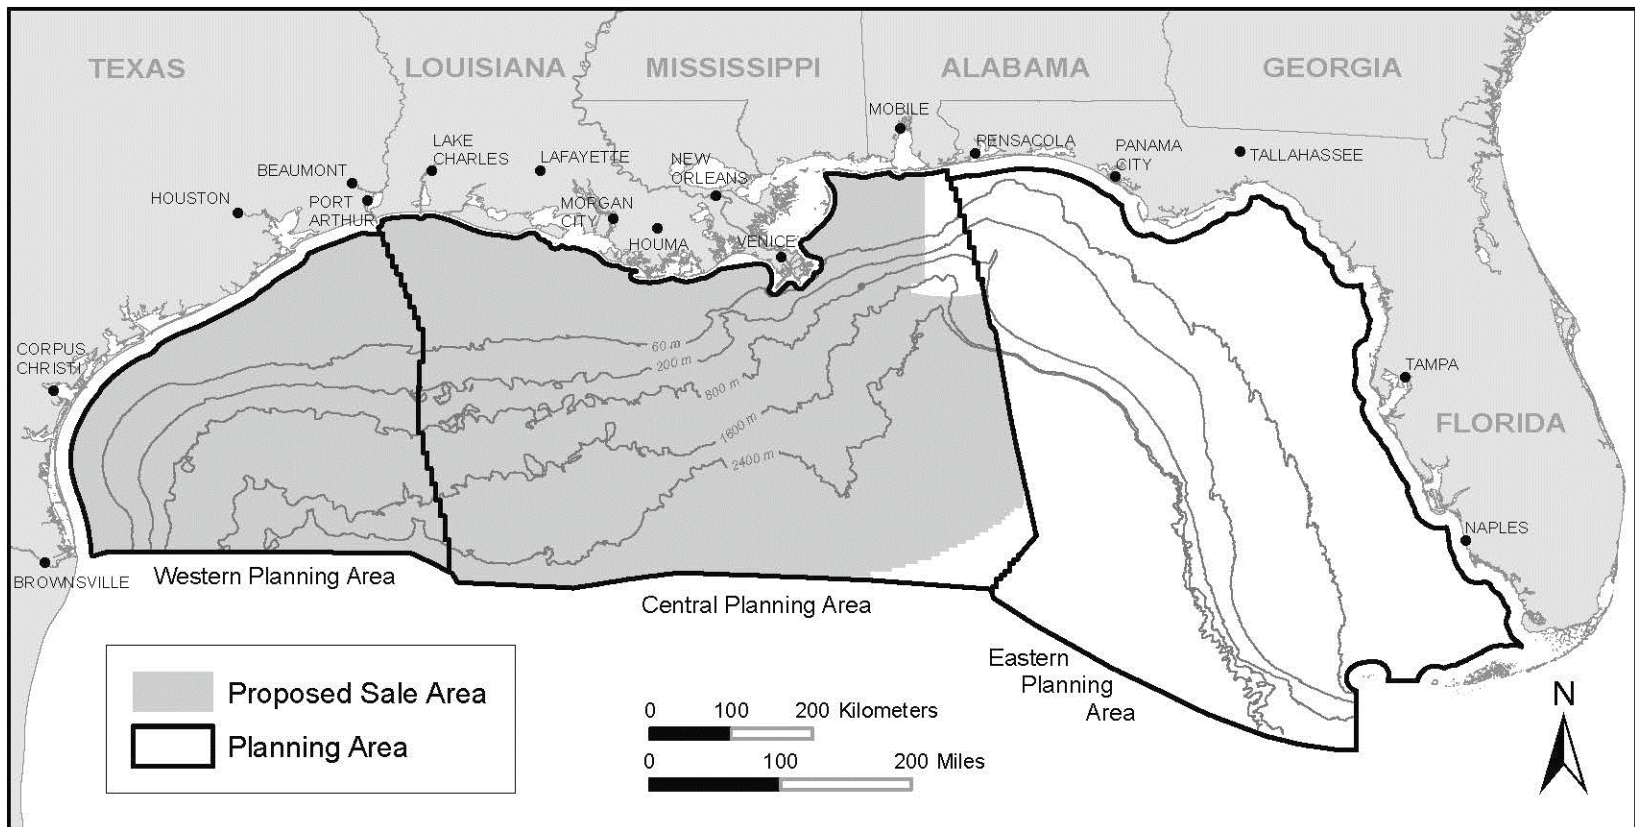 TEXAS
LOUISIANA
MISSISSIPPI
ALABAMA
GEORGIA
MOBILE
PENSACOLA
PANAMA
CITY
TALLAHASSEE
LAKE
CHARLES
LAFAYETTE
NEW
ORLEANS
BEAUMONT
HOUSTON
PORT
ARTHUR
MORGAN
CITY
HOUMA
VENICE
CORPUS
CHRISTI
60 m
200 m
800 m
1600 m
2400 m
TAMPA
FLORIDA
NAPLES
BROWNSVILLE
Western Planning Area
Central Planning Area
Eastern
Planning
Area
Proposed Sale Area
Planning Area
0 100 200 Kilometers
0 100 200 Miles
N